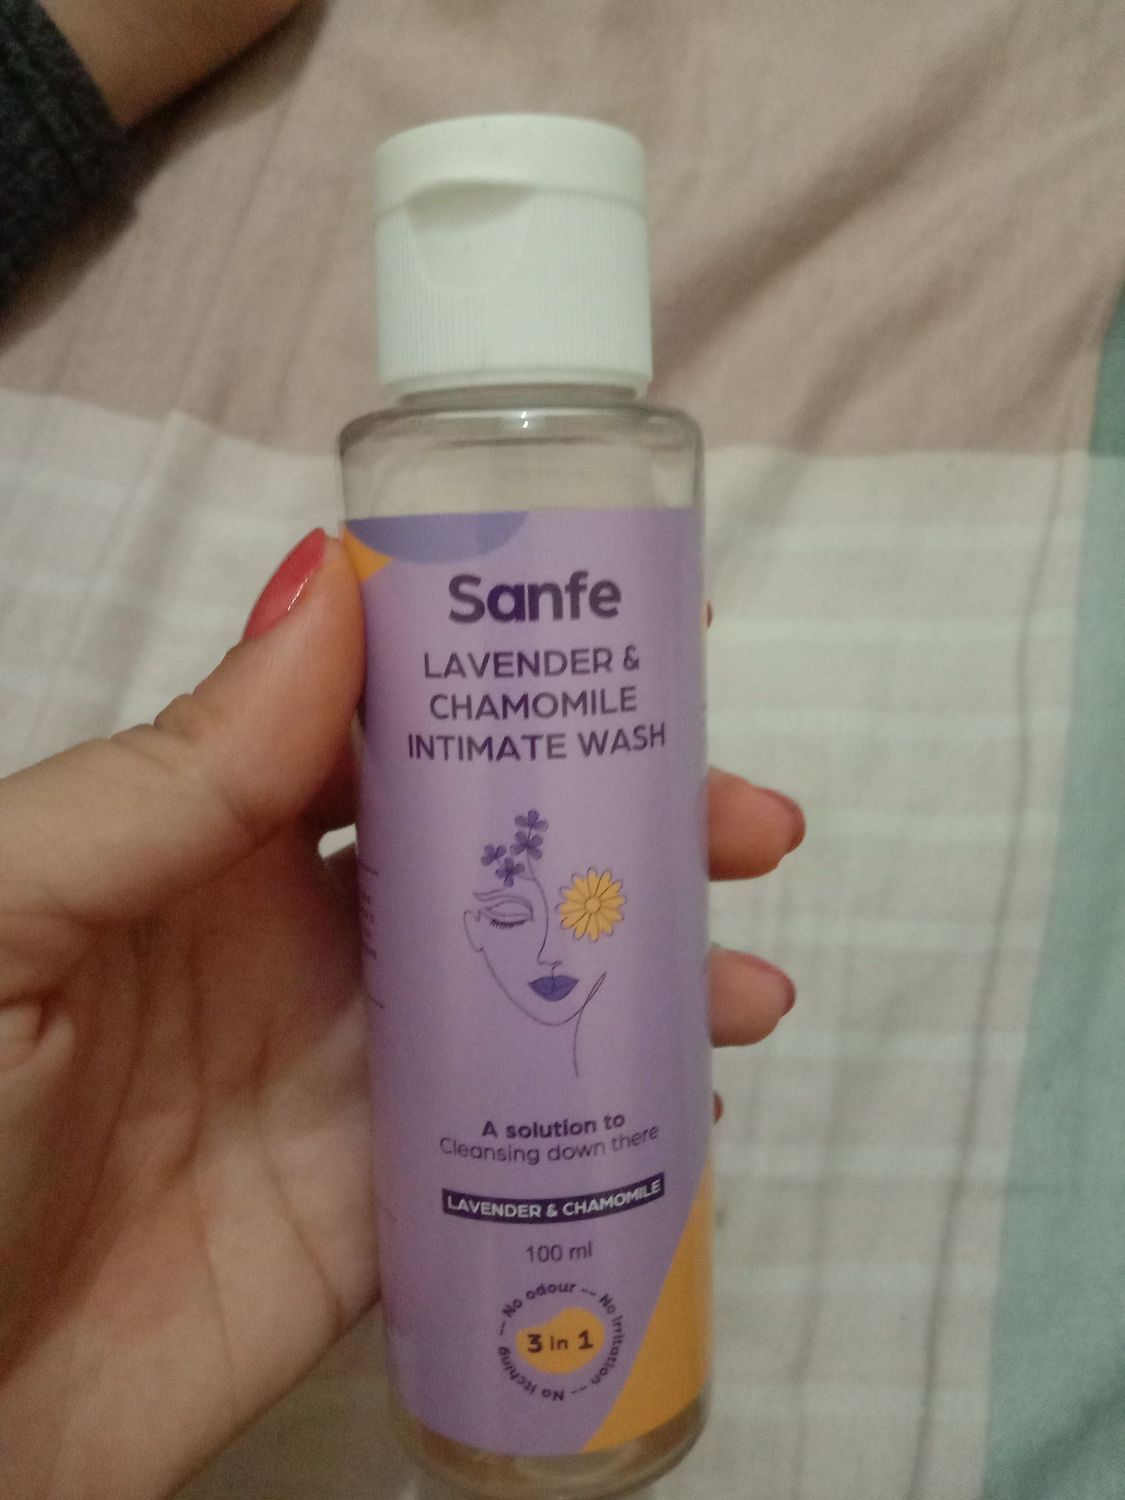 Sanfe
LAVENDER &
CHAMOMILE
INTIMATE WASH
A solution to
Cleansing down there
LAVENDER & CHAMOMILE
100 ml
No odour --- No irritation --- No itching ---
3 in 1